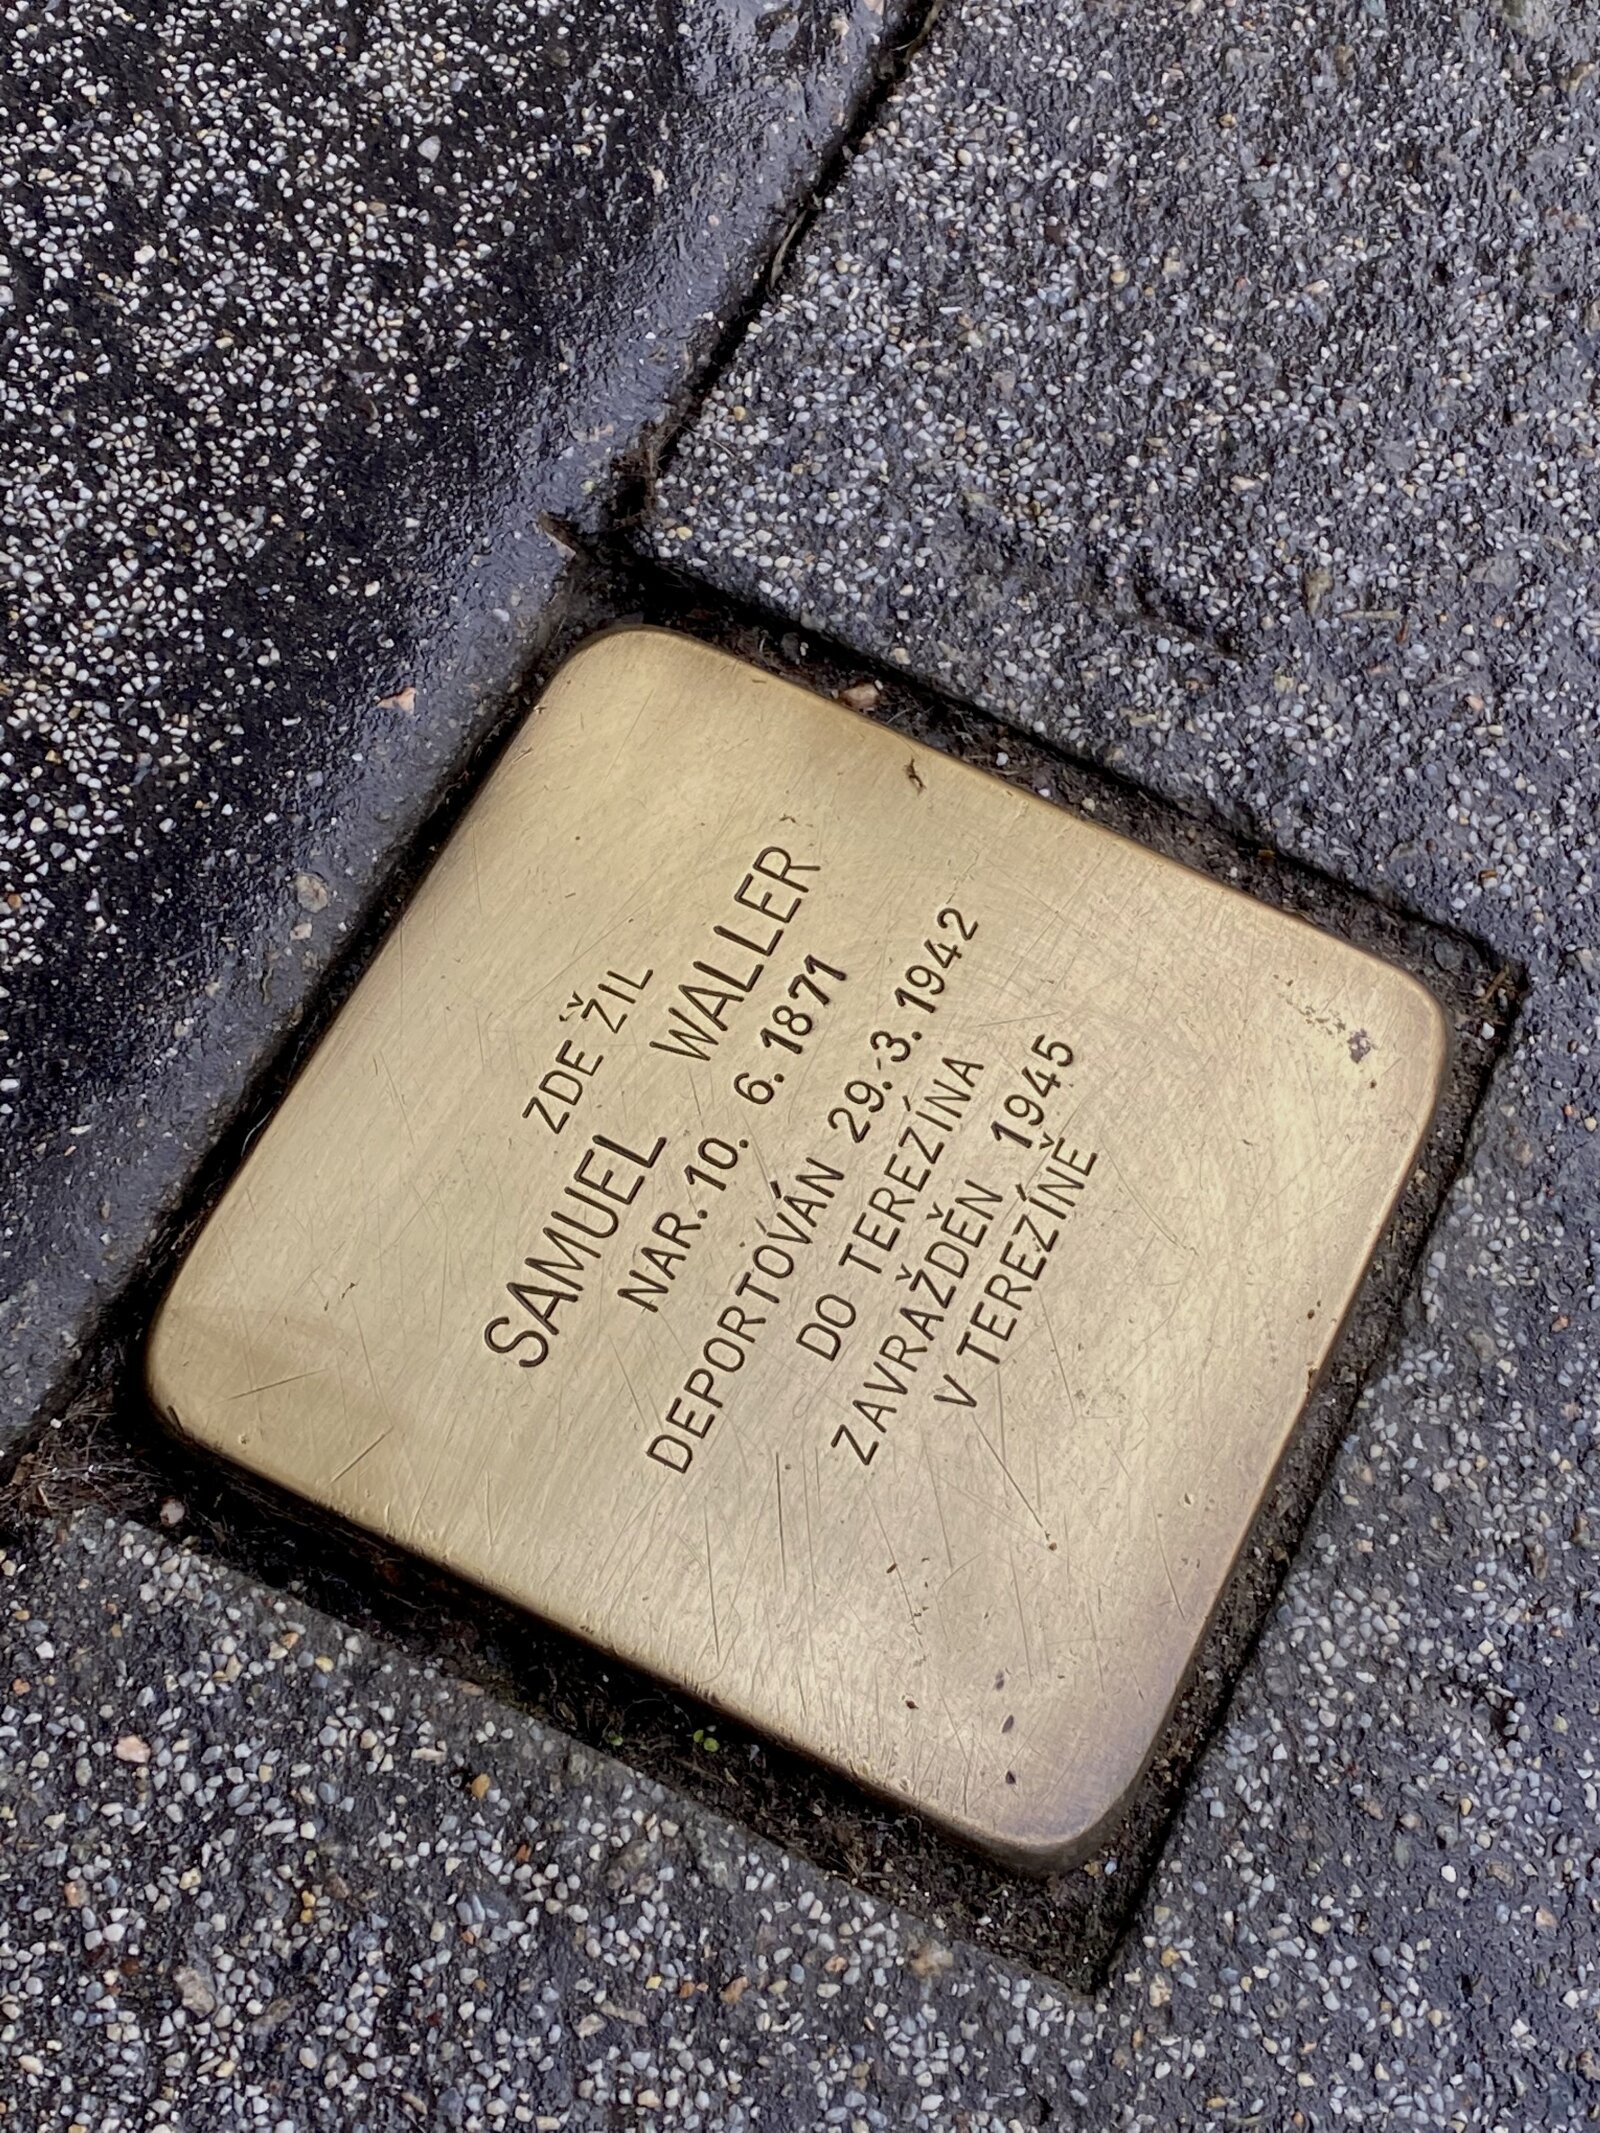 ZDE ŽIL
SAMUEL WALLER
NAR. 10. 6. 1871
DEPORTOVÁN 29. 3. 1942
DO TEREZÍNA
ZAVRAŽDĚN 1945
V TEREZÍNĚ